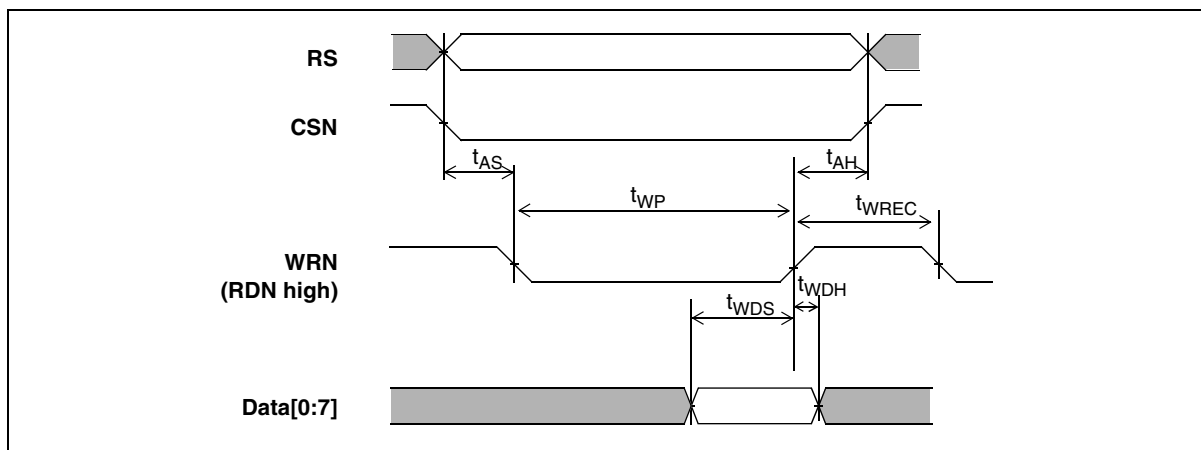 RS
CSN
tAS
tAH
tWP
tWREC
WRN
(RDN high)
tWDH
tWDS
Data[0:7]